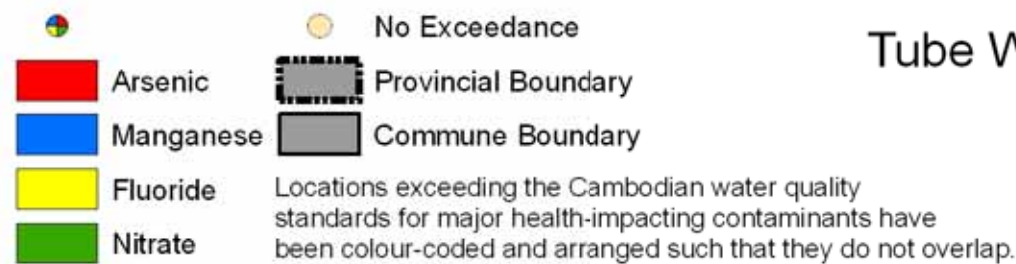 No Exceedance
Tube W
Arsenic
Provincial Boundary
Manganese
Commune Boundary
Fluoride
Locations exceeding the Cambodian water quality
standards for major health-impacting contaminants have
been colour-coded and arranged such that they do not overlap.
Nitrate